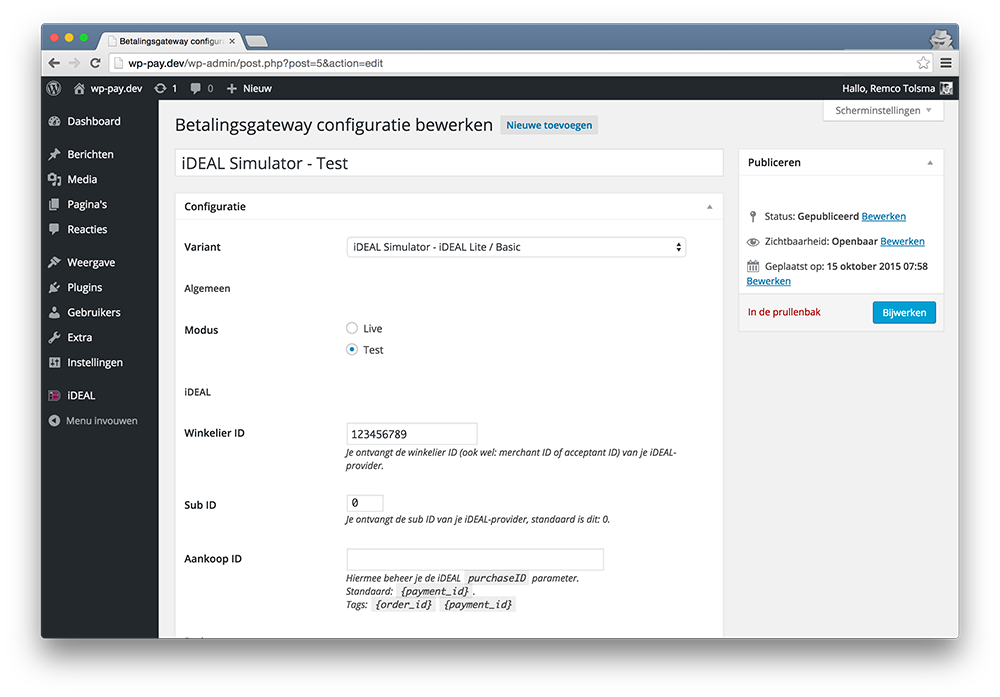 Betalingsgateway configur
wp-pay.dev/wp-admin/post.php?post=5&action=edit
wp-pay.dev 1 0 Nieuw
Hallo, Remco Tolsma
Scherminstellingen
Dashboard
Berichten
Media
Pagina's
Reacties
Weergave
Plugins
Gebruikers
Extra
Instellingen
iDEAL
Menu invouwen
Betalingsgateway configuratie bewerken Nieuwe toevoegen
iDEAL Simulator - Test
Configuratie
Variant iDEAL Simulator - iDEAL Lite / Basic
Algemeen
Modus Live
Test
iDEAL
Winkelier ID 123456789
Je ontvangt de winkelier ID (ook wel: merchant ID of acceptant ID) van je iDEAL-
provider.
Sub ID 0
Je ontvangt de sub ID van je iDEAL-provider, standaard is dit: 0.
Aankoop ID
Hiermee beheer je de iDEAL purchaseID parameter.
Standaard: {payment_id}.
Tags: {order_id} {payment_id}
Publiceren
Status: Gepubliceerd Bewerken
Zichtbaarheid: Openbaar Bewerken
Geplaatst op: 15 oktober 2015 07:58
Bewerken
In de prullenbak Bijwerken